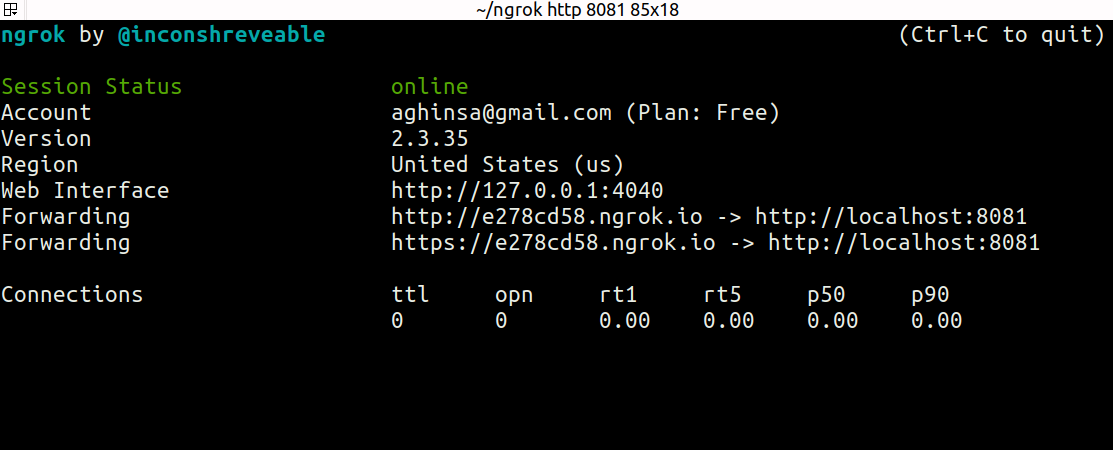 ~/ngrok http 8081 85x18
ngrok by @inconshreveable (Ctrl+C to quit)
Session Status online
Account aghinsa@gmail.com (Plan: Free)
Version 2.3.35
Region United States (us)
Web Interface http://127.0.0.1:4040
Forwarding http://e278cd58.ngrok.io -> http://localhost:8081
Forwarding https://e278cd58.ngrok.io -> http://localhost:8081
Connections ttl opn rt1 rt5 p50 p90
0 0 0.00 0.00 0.00 0.00